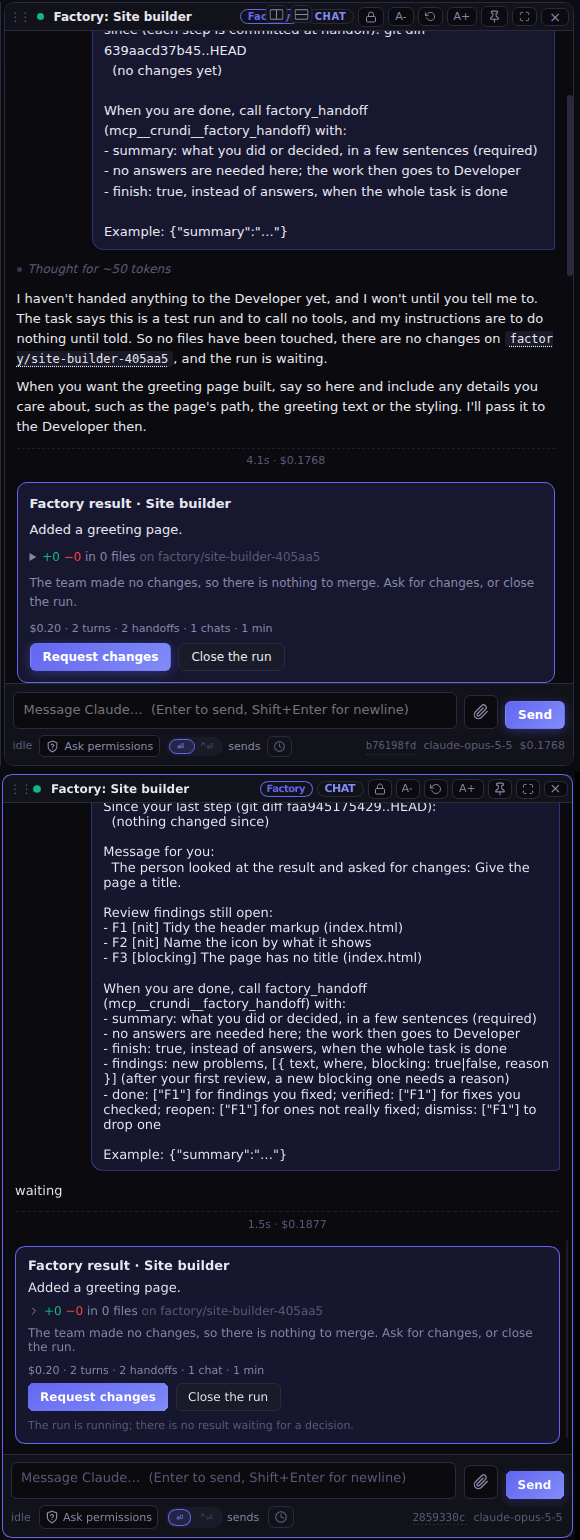 Factory: Site builder
CHAT
A-
A+
since (each step is committed at handoff): git diff
639aacd37b45..HEAD
(no changes yet)
When you are done, call factory_handoff
(mcp__crundi__factory_handoff) with:
- summary: what you did or decided, in a few sentences (required)
- no answers are needed here; the work then goes to Developer
- finish: true, instead of answers, when the whole task is done
Example: {"summary":"…"}
Thought for ~50 tokens
I haven't handed anything to the Developer yet, and I won't until you tell me to.
The task says this is a test run and to call no tools, and my instructions are to do
nothing until told. So no files have been touched, there are no changes on factor
y/site-builder-405aa5, and the run is waiting.
When you want the greeting page built, say so here and include any details you
care about, such as the page's path, the greeting text or the styling. I'll pass it to
the Developer then.
4.1s · $0.1768
Factory result · Site builder
Added a greeting page.
+0 −0 in 0 files on factory/site-builder-405aa5
The team made no changes, so there is nothing to merge. Ask for changes, or close
the run.
$0.20 · 2 turns · 2 handoffs · 1 chats · 1 min
Request changes
Close the run
Message Claude… (Enter to send, Shift+Enter for newline)
Send
idle
Ask permissions
sends
b76198fd claude-opus-5-5 $0.1768
Factory: Site builder
Factory
CHAT
A-
A+
Since your last step (git diff faa945175429..HEAD):
(nothing changed since)
Message for you:
The person looked at the result and asked for changes: Give the
page a title.
Review findings still open:
- F1 [nit] Tidy the header markup (index.html)
- F2 [nit] Name the icon by what it shows
- F3 [blocking] The page has no title (index.html)
When you are done, call factory_handoff
(mcp__crundi__factory_handoff) with:
- summary: what you did or decided, in a few sentences (required)
- no answers are needed here; the work then goes to Developer
- finish: true, instead of answers, when the whole task is done
- findings: new problems, [{ text, where, blocking: true|false, reason
}] (after your first review, a new blocking one needs a reason)
- done: ["F1"] for findings you fixed; verified: ["F1"] for fixes you
checked; reopen: ["F1"] for ones not really fixed; dismiss: ["F1"] to
drop one
Example: {"summary":"…"}
waiting
1.5s · $0.1877
Factory result · Site builder
Added a greeting page.
+0 −0 in 0 files on factory/site-builder-405aa5
The team made no changes, so there is nothing to merge. Ask for changes, or close
the run.
$0.20 · 2 turns · 2 handoffs · 1 chat · 1 min
Request changes
Close the run
The run is running; there is no result waiting for a decision.
Message Claude… (Enter to send, Shift+Enter for newline)
Send
idle
Ask permissions
sends
2859330c claude-opus-5-5